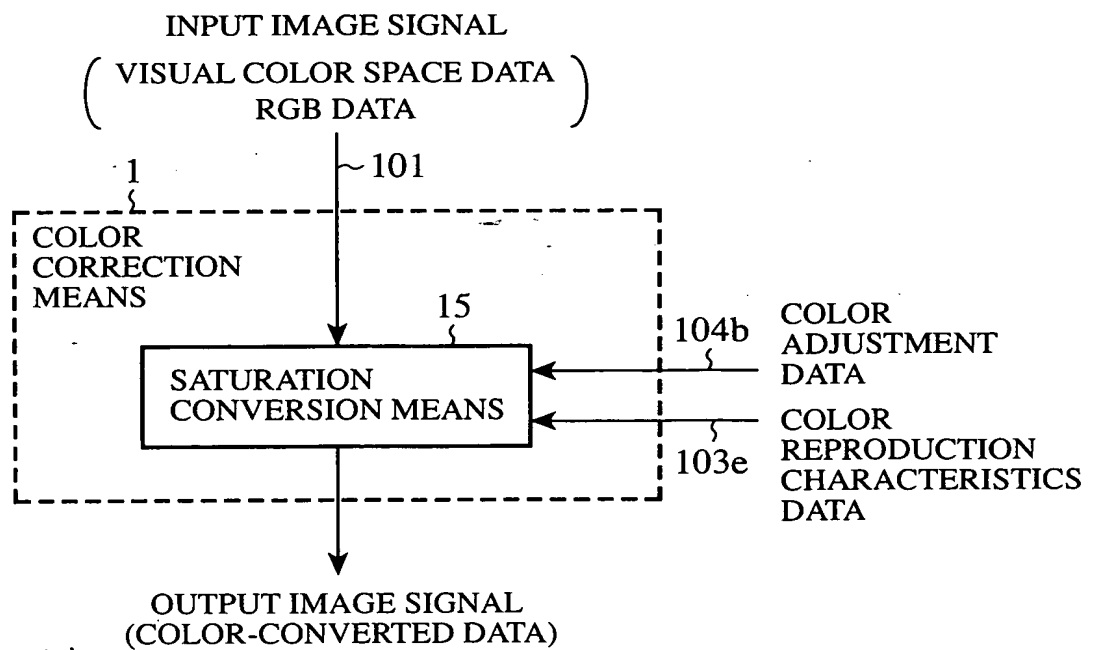 INPUT IMAGE SIGNAL
VISUAL COLOR SPACE DATA
RGB DATA
101
1
COLOR
CORRECTION
MEANS
15
SATURATION
CONVERSION MEANS
104b
COLOR
ADJUSTMENT
DATA
103e
COLOR
REPRODUCTION
CHARACTERISTICS
DATA
OUTPUT IMAGE SIGNAL
(COLOR-CONVERTED DATA)